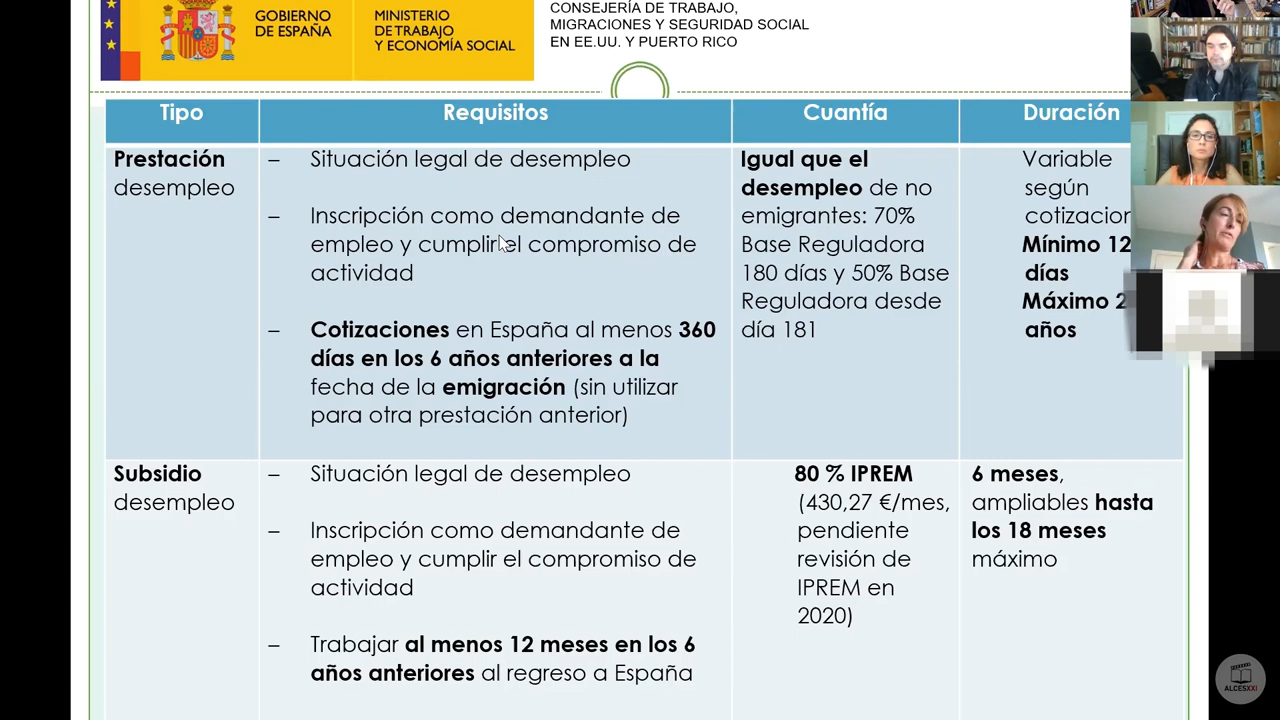 GOBIERNO
DE ESPAÑA
MINISTERIO
DE TRABAJO
Y ECONOMÍA SOCIAL
CONSEJERÍA DE TRABAJO,
MIGRACIONES Y SEGURIDAD SOCIAL
EN EE.UU. Y PUERTO RICO
Tipo
Requisitos
Cuantía
Duración
Prestación
desempleo
– Situación legal de desempleo
– Inscripción como demandante de
empleo y cumplir el compromiso de
actividad
– Cotizaciones en España al menos 360
días en los 6 años anteriores a la
fecha de la emigración (sin utilizar
para otra prestación anterior)
Igual que el
desempleo de no
emigrantes: 70%
Base Reguladora
180 días y 50% Base
Reguladora desde
día 181
Variable
según
cotizacion
Mínimo 12
días
Máximo 2
años
Subsidio
desempleo
– Situación legal de desempleo
– Inscripción como demandante de
empleo y cumplir el compromiso de
actividad
– Trabajar al menos 12 meses en los 6
años anteriores al regreso a España
80 % IPREM
(430,27 €/mes,
pendiente
revisión de
IPREM en
2020)
6 meses,
ampliables hasta
los 18 meses
máximo
ALCESXXI